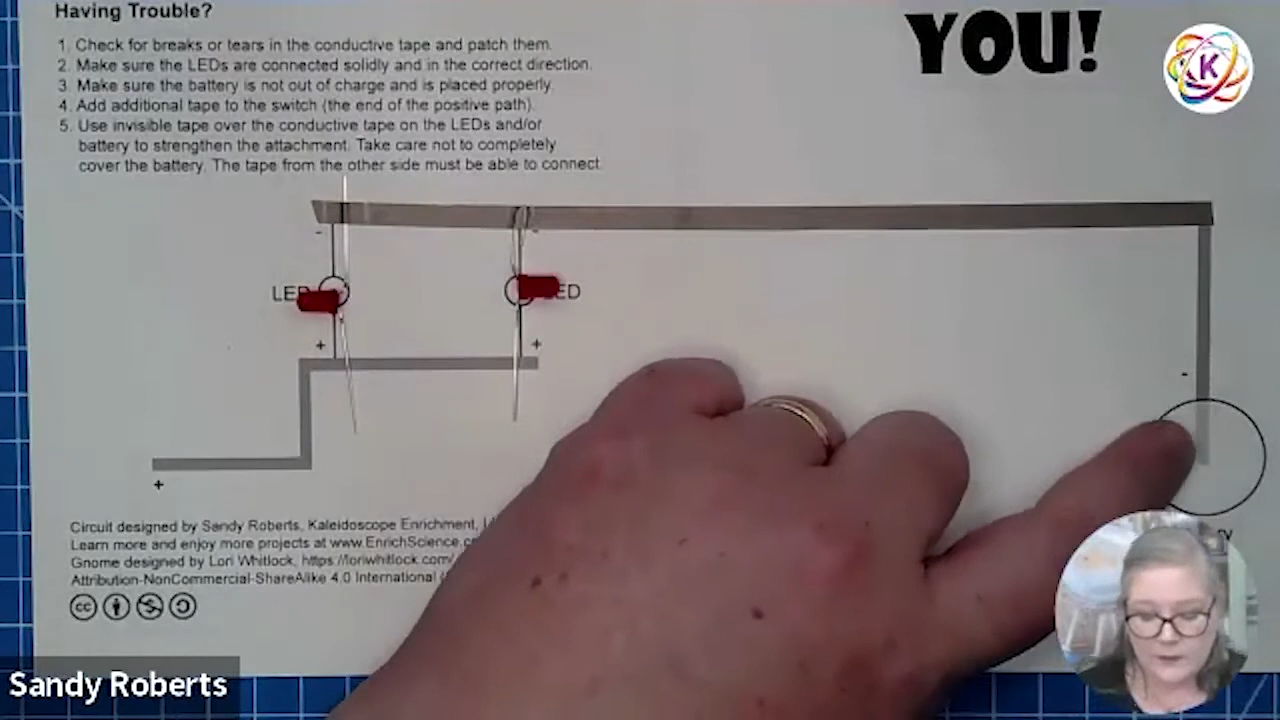 Having Trouble?
YOU!
K
1. Check for breaks or tears in the conductive tape and patch them.
2. Make sure the LEDs are connected solidly and in the correct direction.
3. Make sure the battery is not out of charge and is placed properly.
4. Add additional tape to the switch (the end of the positive path).
5. Use invisible tape over the conductive tape on the LEDs and/or
battery to strengthen the attachment. Take care not to completely
cover the battery. The tape from the other side must be able to connect.
- -
LED
+ +
-
+
Circuit designed by Sandy Roberts, Kaleidoscope Enrichment,
Learn more and enjoy more projects at
Gnome designed by Lori Whitlock, https://loriwhitlock.com/
Attribution-NonCommercial-ShareAlike 4.0 International
cc
Sandy Roberts